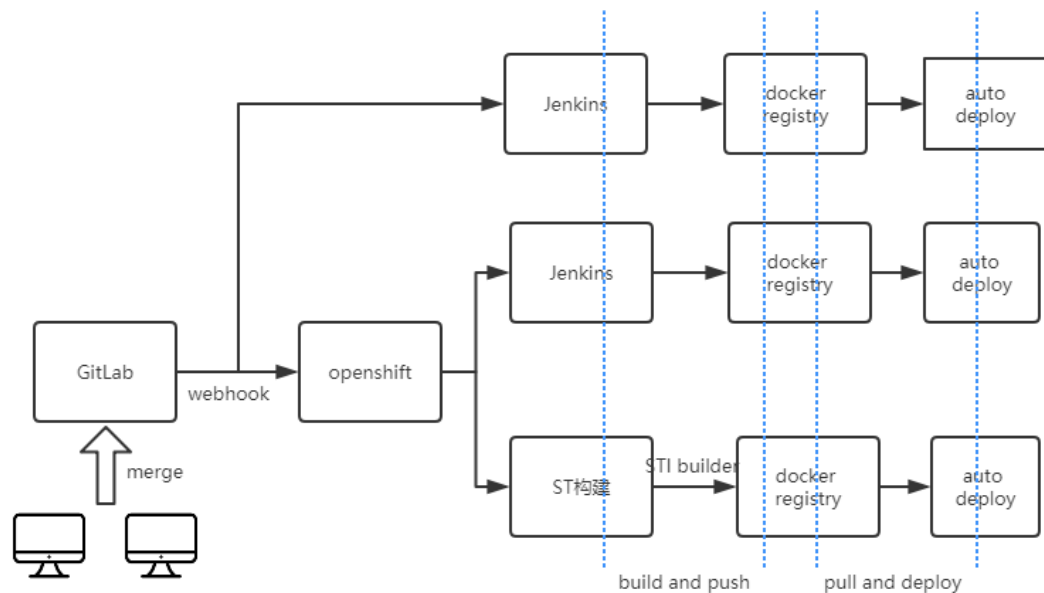 Jenkins
docker
registry
auto
deploy
Jenkins
docker
registry
auto
deploy
GitLab
webhook
openshift
merge
ST构建
STI builder
docker
registry
auto
deploy
build and push
pull and deploy